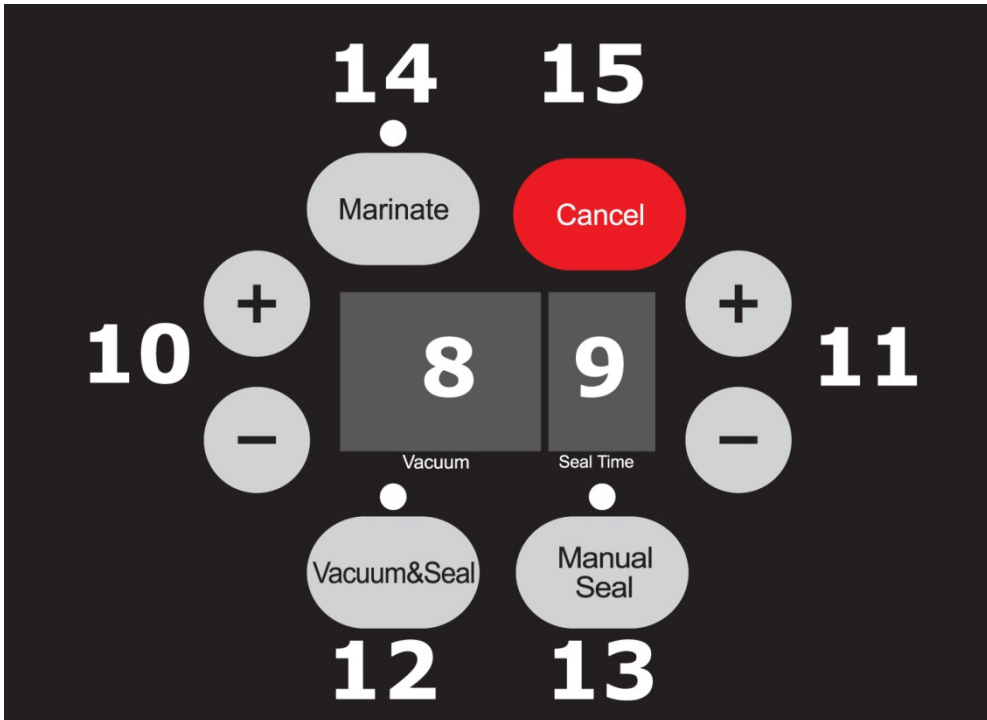 14 15
Marinate
Cancel
+ +
10
8
9
11
− −
Vacuum
Seal Time
Vacuum&Seal
Manual
Seal
12 13